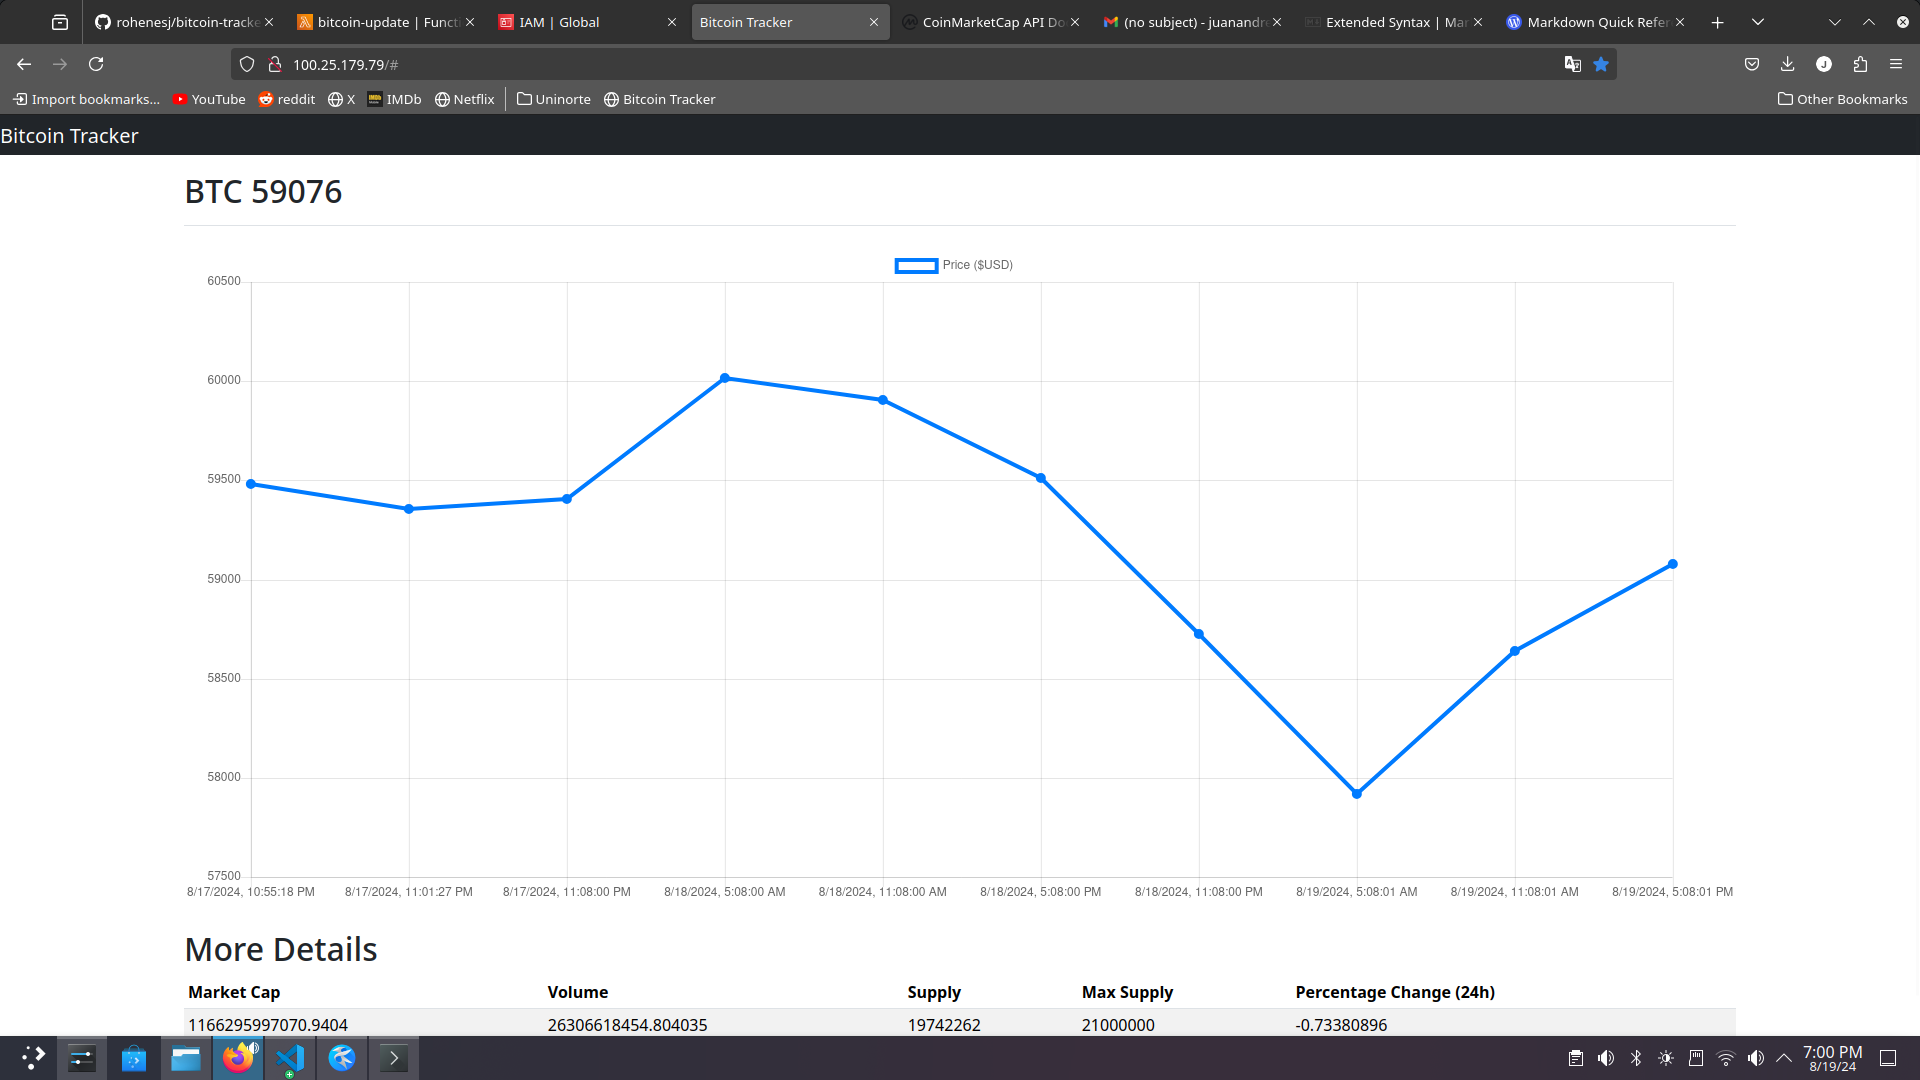 rohenesj/bitcoin-tracke
bitcoin-update | Functi
IAM | Global
Bitcoin Tracker
CoinMarketCap API Do
(no subject) - juanandre
Extended Syntax | Mar
Markdown Quick Refer
100.25.179.79/#
Import bookmarks...
YouTube
reddit
X
IMDb
Netflix
Uninorte
Bitcoin Tracker
Other Bookmarks
Bitcoin Tracker
BTC 59076
Price ($USD)
60500
60000
59500
59000
58500
58000
57500
8/17/2024, 10:55:18 PM
8/17/2024, 11:01:27 PM
8/17/2024, 11:08:00 PM
8/18/2024, 5:08:00 AM
8/18/2024, 11:08:00 AM
8/18/2024, 5:08:00 PM
8/18/2024, 11:08:00 PM
8/19/2024, 5:08:01 AM
8/19/2024, 11:08:01 AM
8/19/2024, 5:08:01 PM
More Details
Market Cap Volume Supply Max Supply Percentage Change (24h)
1166295997070.9404 26306618454.804035 19742262 21000000 -0.73380896
7:00 PM
8/19/24